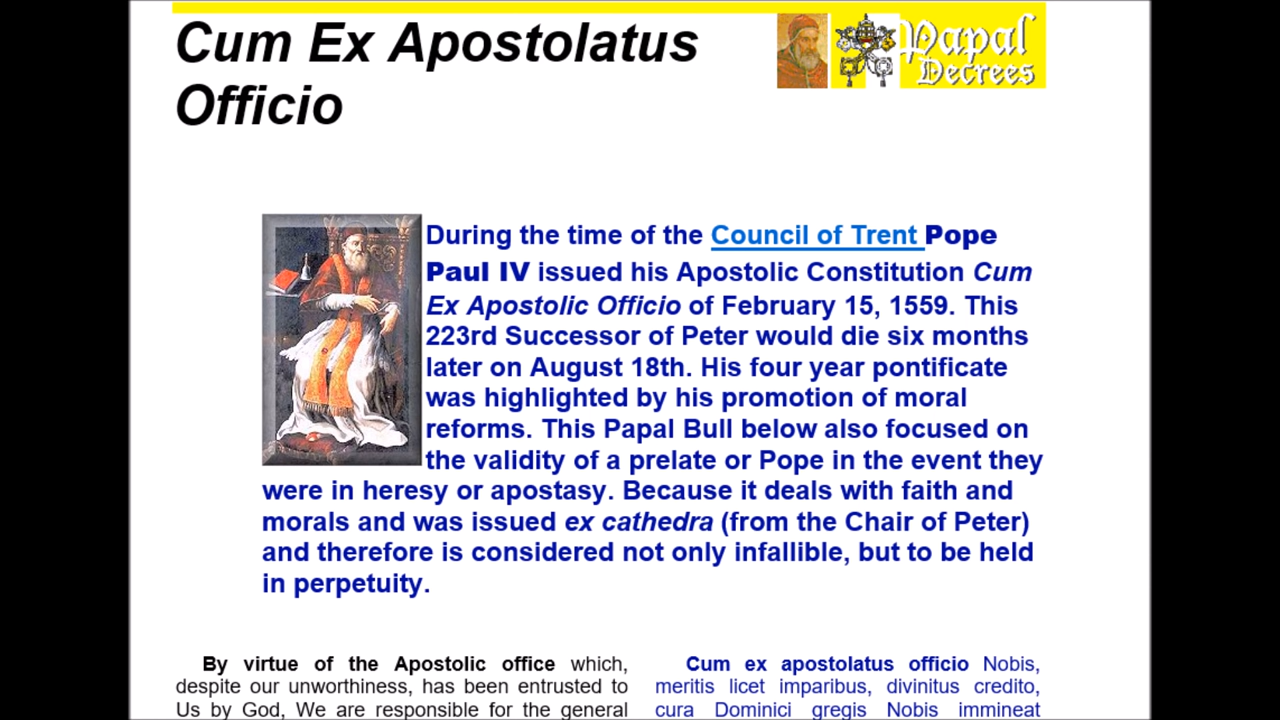 Cum Ex Apostolatus
Officio
Papal
Decrees
During the time of the Council of Trent Pope
Paul IV issued his Apostolic Constitution Cum
Ex Apostolic Officio of February 15, 1559. This
223rd Successor of Peter would die six months
later on August 18th. His four year pontificate
was highlighted by his promotion of moral
reforms. This Papal Bull below also focused on
the validity of a prelate or Pope in the event they
were in heresy or apostasy. Because it deals with faith and
morals and was issued ex cathedra (from the Chair of Peter)
and therefore is considered not only infallible, but to be held
in perpetuity.
By virtue of the Apostolic office which,
despite our unworthiness, has been entrusted to
Us by God, We are responsible for the general
Cum ex apostolatus officio Nobis,
meritis licet imparibus, divinitus credito,
cura Dominici gregis Nobis immineat